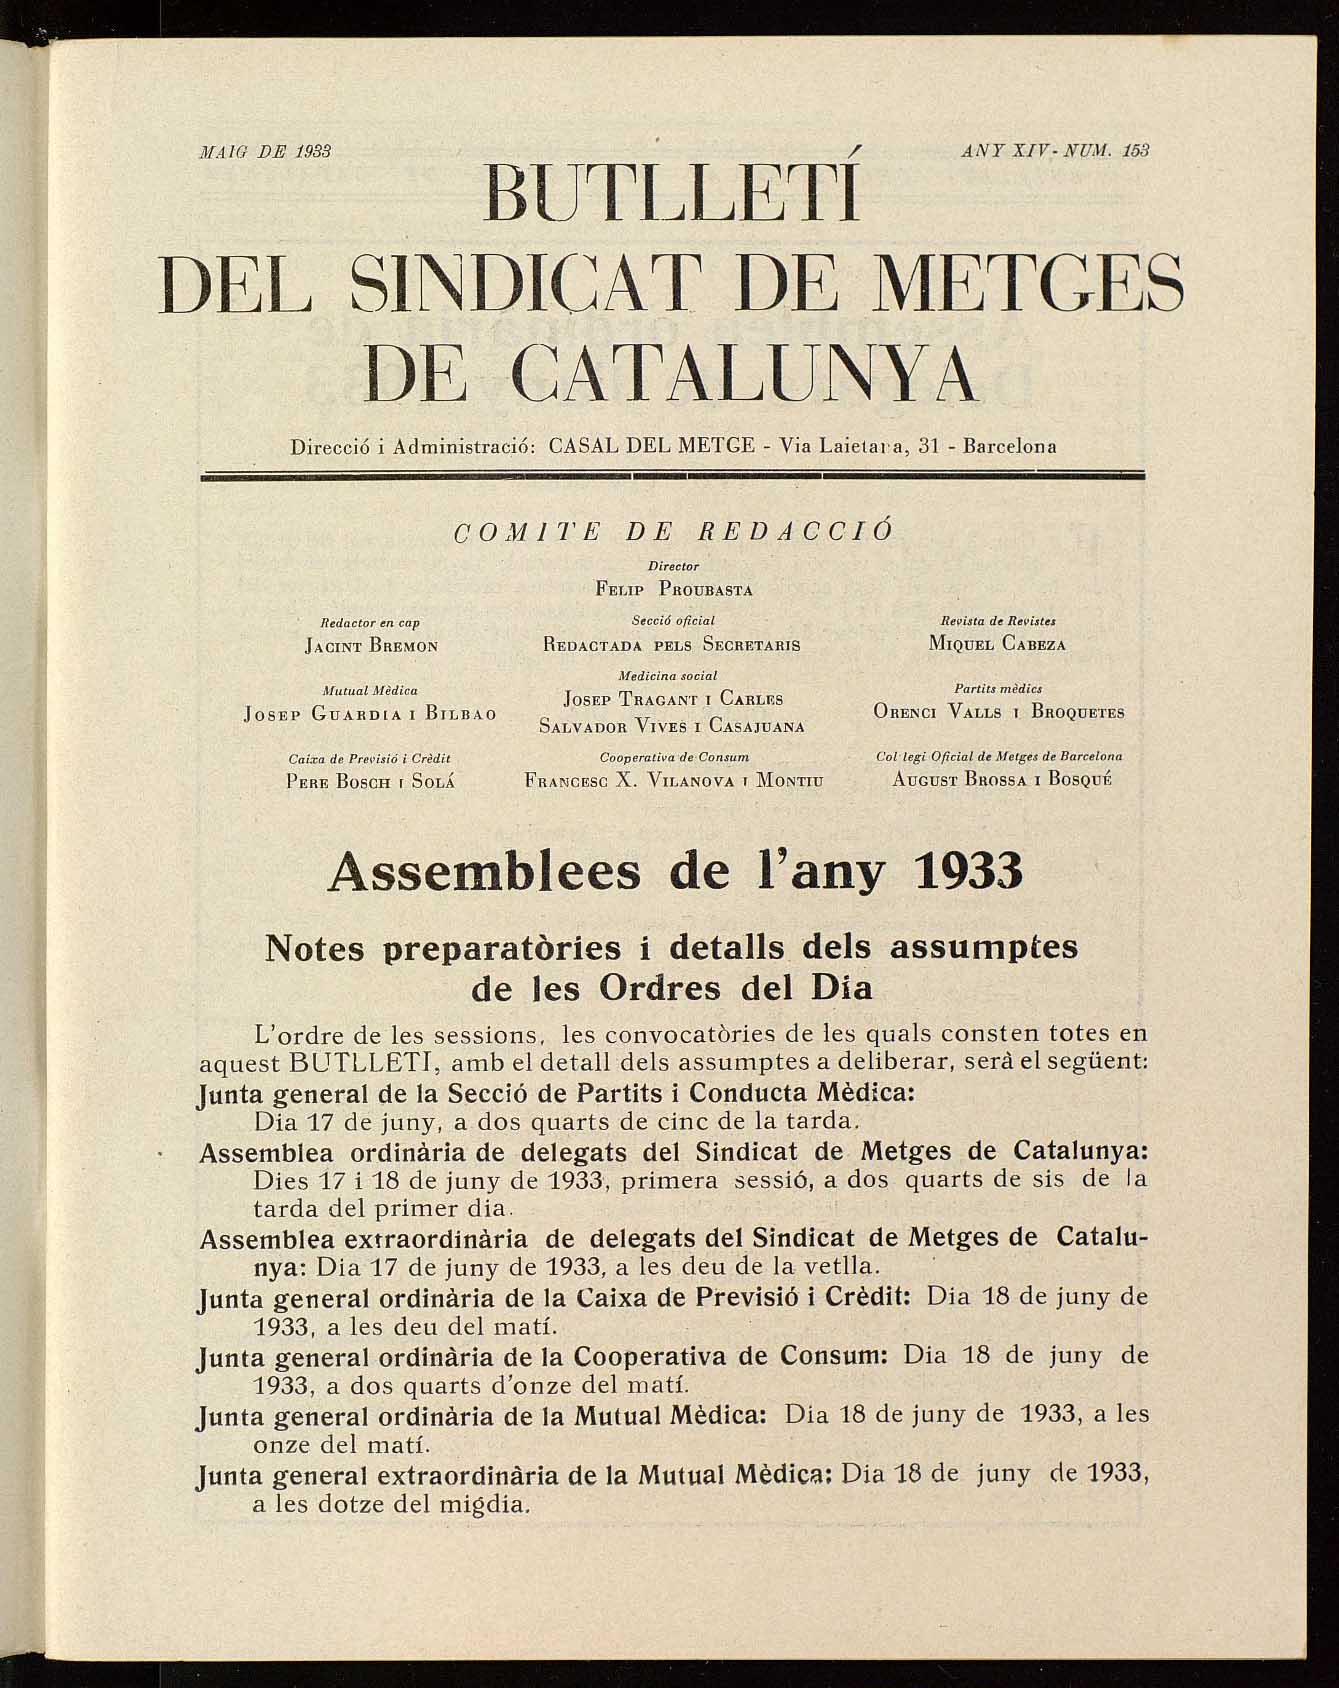 MAIG DE 1933
ANY XIV - NUM. 153
BUTLLETÍ
DEL SINDICAT DE METGES
DE CATALUNYA
Direcció i Administració: CASAL DEL METGE - Via Laietana, 31 - Barcelona
COMITE DE REDACCIÓ
Director
FELIP PROUBASTA
Redactor en cap
JACINT BREMON
Secció oficial
REDACTADA PELS SECRETARIS
Revista de Revistes
MIQUEL CABEZA
Mutual Mèdica
JOSEP GUARDIA I BILBAO
Medicina social
JOSEP TRAGANT I CARLES
SALVADOR VIVES I CASAJUANA
Partits mèdics
ORENCI VALLS I BROQUETES
Caixa de Previsió i Crèdit
PERE BOSCH I SOLÁ
Cooperativa de Consum
FRANCESC X. VILANOVA I MONTIU
Col·legi Oficial de Metges de Barcelona
AUGUST BROSSA I BOSQUÉ
Assemblees de l'any 1933
Notes preparatòries i detalls dels assumptes
de les Ordres del Día
L'ordre de les sessions, les convocatòries de les quals consten totes en
aquest BUTLLETI, amb el detall dels assumptes a deliberar, serà el següent:
Junta general de la Secció de Partits i Conducta Mèdica:
Dia 17 de juny, a dos quarts de cinc de la tarda.
Assemblea ordinària de delegats del Sindicat de Metges de Catalunya:
Dies 17 i 18 de juny de 1933, primera sessió, a dos quarts de sis de la
tarda del primer dia.
Assemblea extraordinària de delegats del Sindicat de Metges de Catalu-
nya: Dia 17 de juny de 1933, a les deu de la vetlla.
Junta general ordinària de la Caixa de Previsió i Crèdit: Dia 18 de juny de
1933, a les deu del matí.
Junta general ordinària de la Cooperativa de Consum: Dia 18 de juny de
1933, a dos quarts d'onze del matí.
Junta general ordinària de la Mutual Mèdica: Dia 18 de juny de 1933, a les
onze del matí.
Junta general extraordinària de la Mutual Mèdica: Dia 18 de juny de 1933,
a les dotze del migdia.